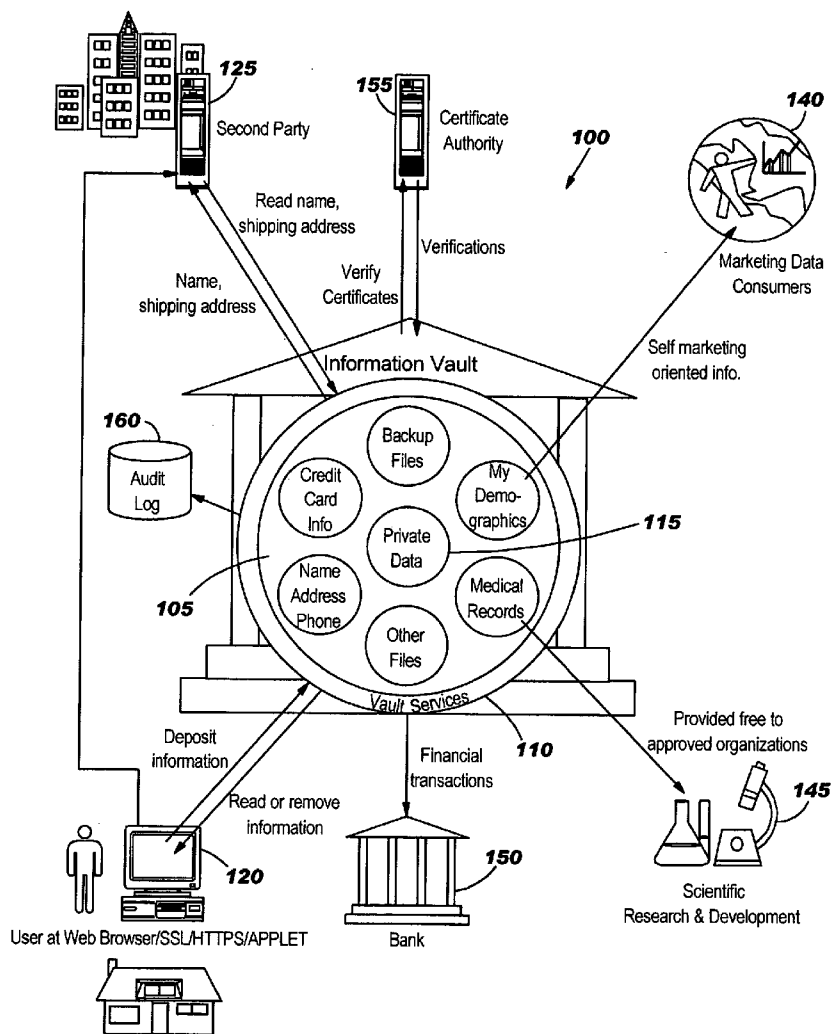 125
Second Party
155
Certificate
Authority
100
140
Read name,
shipping address
Name,
shipping address
Verify
Certificates
Verifications
Marketing Data
Consumers
Self marketing
oriented info.
Information Vault
160
Audit
Log
Backup
Files
Credit
Card
Info
My
Demo-
graphics
Private
Data
115
105
Name
Address
Phone
Medical
Records
Other
Files
Vault Services
110
Deposit
information
Read or remove
information
Financial
transactions
Provided free to
approved organizations
145
120
150
User at Web Browser/SSL/HTTPS/APPLET
Bank
Scientific
Research & Development